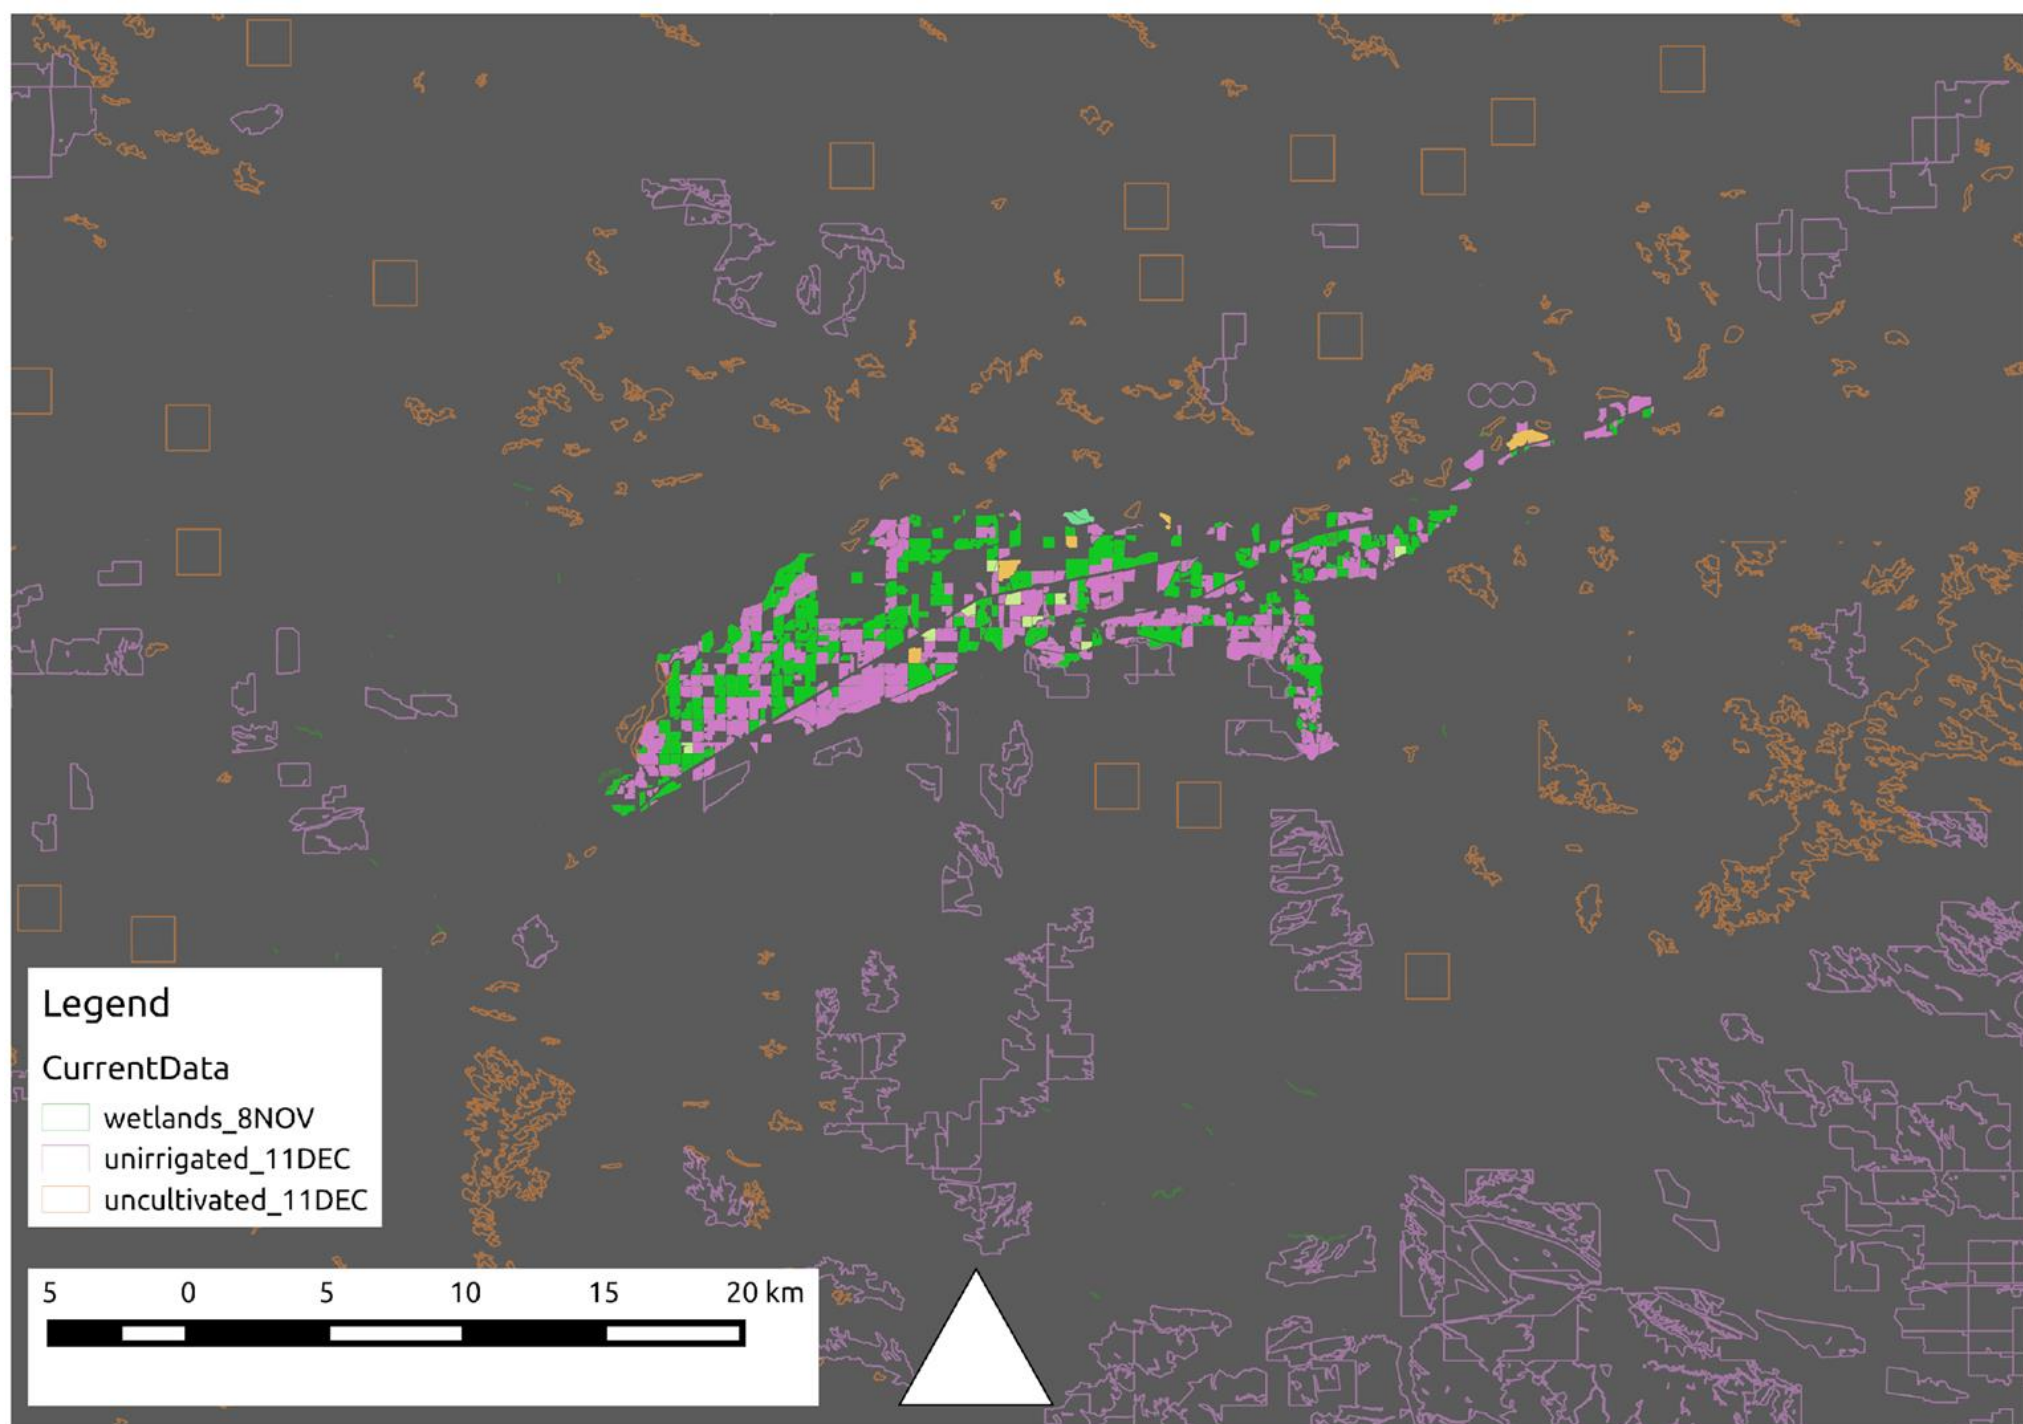 Legend
CurrentData
wetlands_8NOV
unirrigated_11DEC
uncultivated_11DEC
5 0 5 10 15 20 km